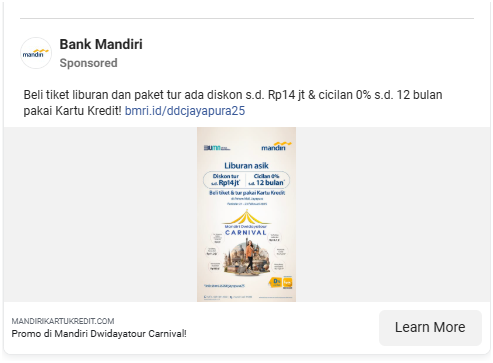 Bank Mandiri
mandiri
Sponsored
Beli tiket liburan dan paket tur ada diskon s.d. Rp14 jt & cicilan 0% s.d. 12 bulan
pakai Kartu Kredit! bmri.id/ddcjayapura25
BUMN
mandiri
Liburan asik
Diskon tur Cicilan 0%
s.d. Rp14jt* s.d. 12 bulan*
Beli tiket & tur pakai Kartu Kredit
Mandiri Dwidayatour
CARNIVAL
MANDIRIKARTUKREDIT.COM
Promo di Mandiri Dwidayatour Carnival!
Learn More